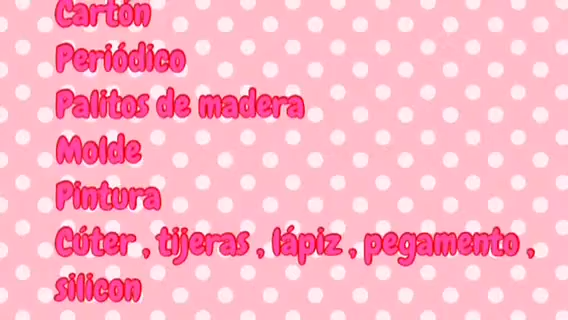 Cartón
Periódico
Palitos de madera
Molde
Pintura
Cúter , tijeras , lápiz , pegamento ,
silicon